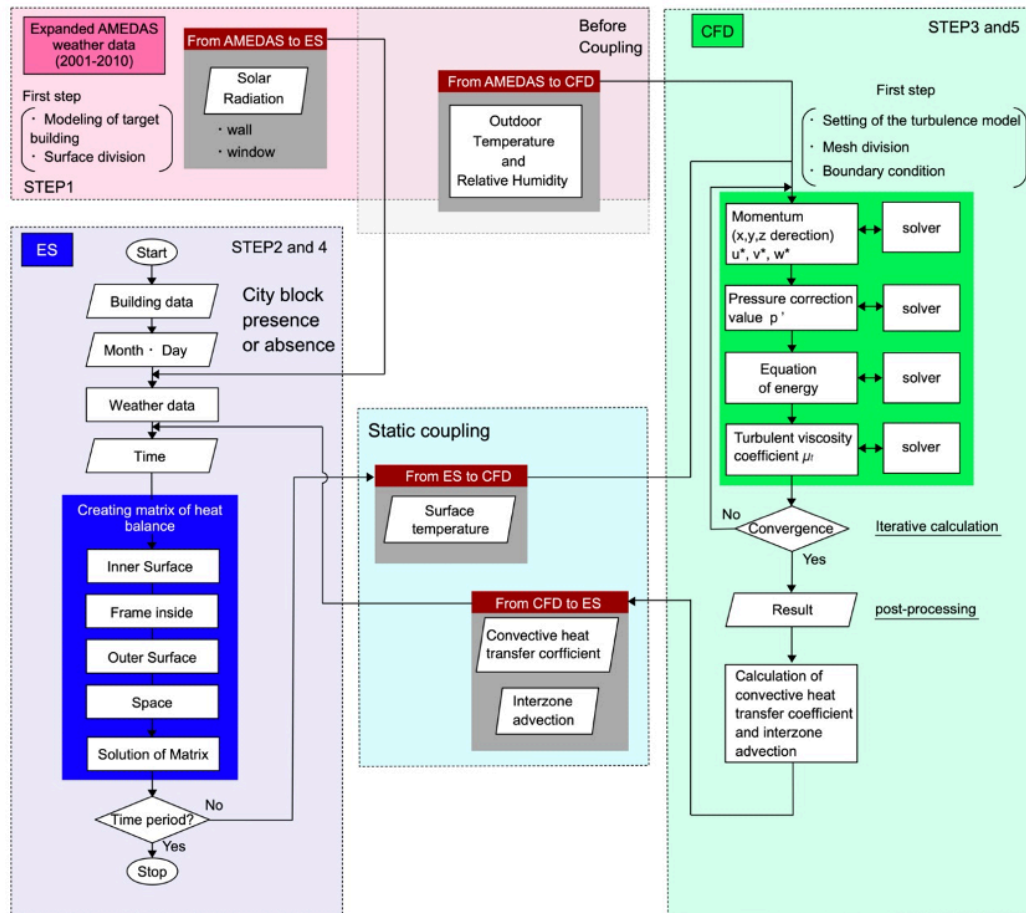 Expanded AMEDAS
weather data
(2001-2010)
First step
・ Modeling of target
building
・ Surface division
STEP1
From AMEDAS to ES
Solar
Radiation
・wall
・window
Before
Coupling
From AMEDAS to CFD
Outdoor
Temperature
and
Relative Humidity
CFD
STEP3 and5
First step
・ Setting of the turbulence model
・ Mesh division
・ Boundary condition
Momentum
(x,y,z derection)
u*, v*, w*
solver
Pressure correction
value p '
solver
Equation
of energy
solver
Turbulent viscosity
coefficient μt
solver
No
Convergence
Iterative calculation
Yes
Result
post-processing
Calculation of
convective heat
transfer coefficient
and interzone
advection
ES
STEP2 and 4
Start
Building data
Month・ Day
City block
presence
or absence
Weather data
Time
Creating matrix of heat
balance
Inner Surface
Frame inside
Outer Surface
Space
Solution of Matrix
Time period?
No
Yes
Stop
Static coupling
From ES to CFD
Surface
temperature
From CFD to ES
Convective heat
transfer corfficient
Interzone
advection